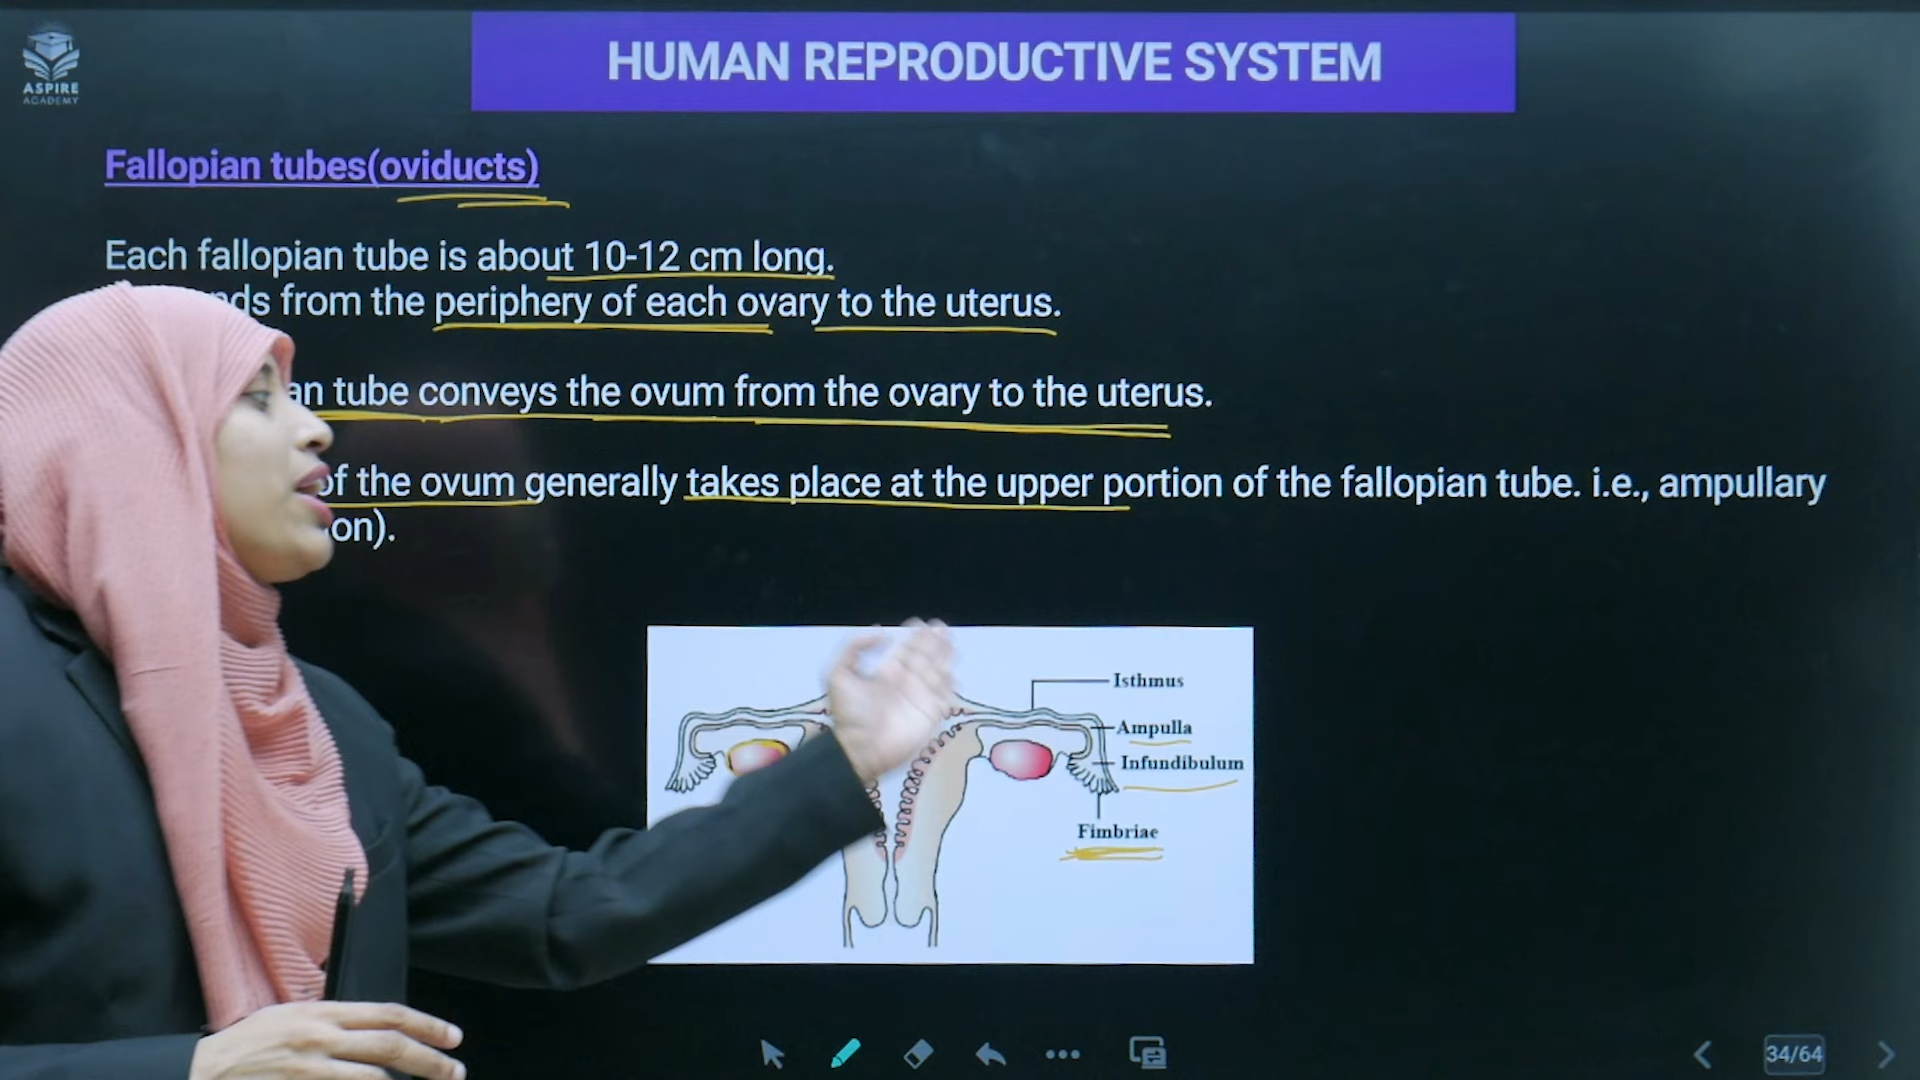 ASPIRE
ACADEMY
HUMAN REPRODUCTIVE SYSTEM
Fallopian tubes(oviducts)
Each fallopian tube is about 10-12 cm long.
from the periphery of each ovary to the uterus.
tube conveys the ovum from the ovary to the uterus.
of the ovum generally takes place at the upper portion of the fallopian tube. i.e., ampullary
Isthmus
Ampulla
Infundibulum
Fimbriae
34/64